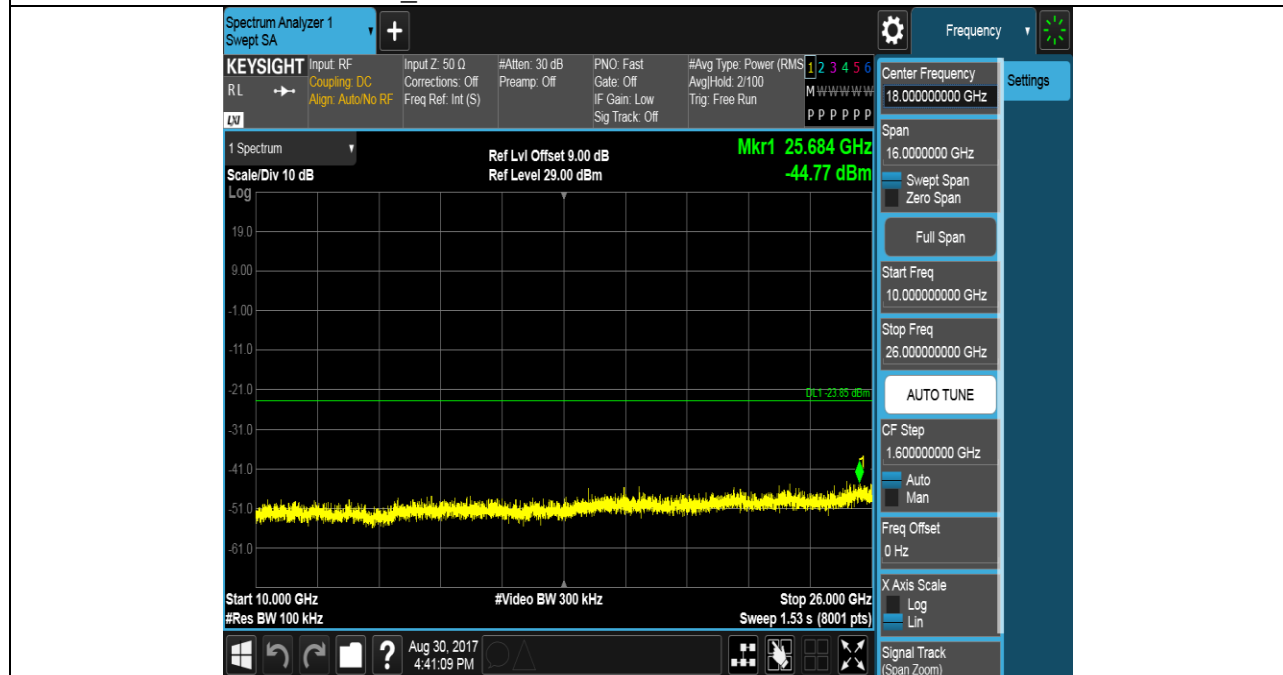 Spectrum Analyzer 1
Swept SA
+
Frequency
KEYSIGHT
RL
LXI
Input: RF
Coupling: DC
Align: Auto/No RF
Input Z: 50 Ω
Corrections: Off
Freq Ref: Int (S)
#Atten: 30 dB
Preamp: Off
PNO: Fast
Gate: Off
IF Gain: Low
Sig Track: Off
#Avg Type: Power (RMS
Avg|Hold: 2/100
Trig: Free Run
1 2 3 4 5 6
M W W W W W
P P P P P P
1 Spectrum
Scale/Div 10 dB
Log
Ref Lvl Offset 9.00 dB
Ref Level 29.00 dBm
Mkr1 25.684 GHz
-44.77 dBm
19.0
9.00
-1.00
-11.0
-21.0
-31.0
-41.0
-51.0
-61.0
DL1 -23.85 dBm
1
Start 10.000 GHz
#Res BW 100 kHz
#Video BW 300 kHz
Stop 26.000 GHz
Sweep 1.53 s (8001 pts)
?
Aug 30, 2017
4:41:09 PM
Center Frequency
18.000000000 GHz
Settings
Span
16.0000000 GHz
Swept Span
Zero Span
Full Span
Start Freq
10.000000000 GHz
Stop Freq
26.000000000 GHz
AUTO TUNE
CF Step
1.600000000 GHz
Auto
Man
Freq Offset
0 Hz
X Axis Scale
Log
Lin
Signal Track
(Span Zoom)